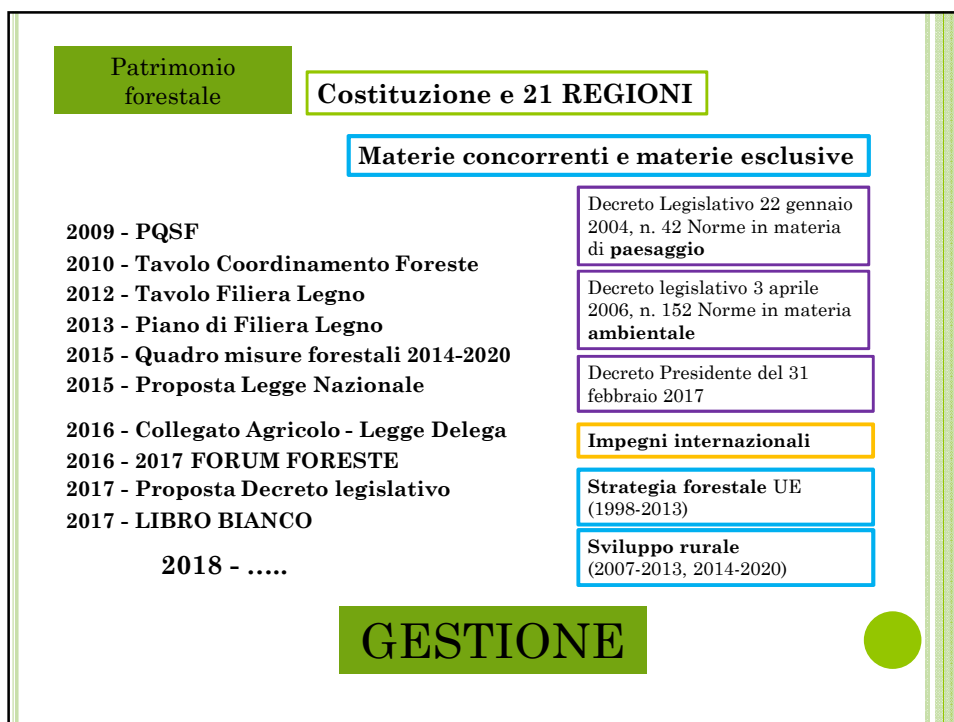 Patrimonio
forestale
Costituzione e 21 REGIONI
Materie concorrenti e materie esclusive
2009 - PQSF
2010 - Tavolo Coordinamento Foreste
2012 - Tavolo Filiera Legno
2013 - Piano di Filiera Legno
2015 - Quadro misure forestali 2014-2020
2015 - Proposta Legge Nazionale
2016 - Collegato Agricolo - Legge Delega
2016 - 2017 FORUM FORESTE
2017 - Proposta Decreto legislativo
2017 - LIBRO BIANCO
2018 - …..
Decreto Legislativo 22 gennaio
2004, n. 42 Norme in materia
di paesaggio
Decreto legislativo 3 aprile
2006, n. 152 Norme in materia
ambientale
Decreto Presidente del 31
febbraio 2017
Impegni internazionali
Strategia forestale UE
(1998-2013)
Sviluppo rurale
(2007-2013, 2014-2020)
GESTIONE